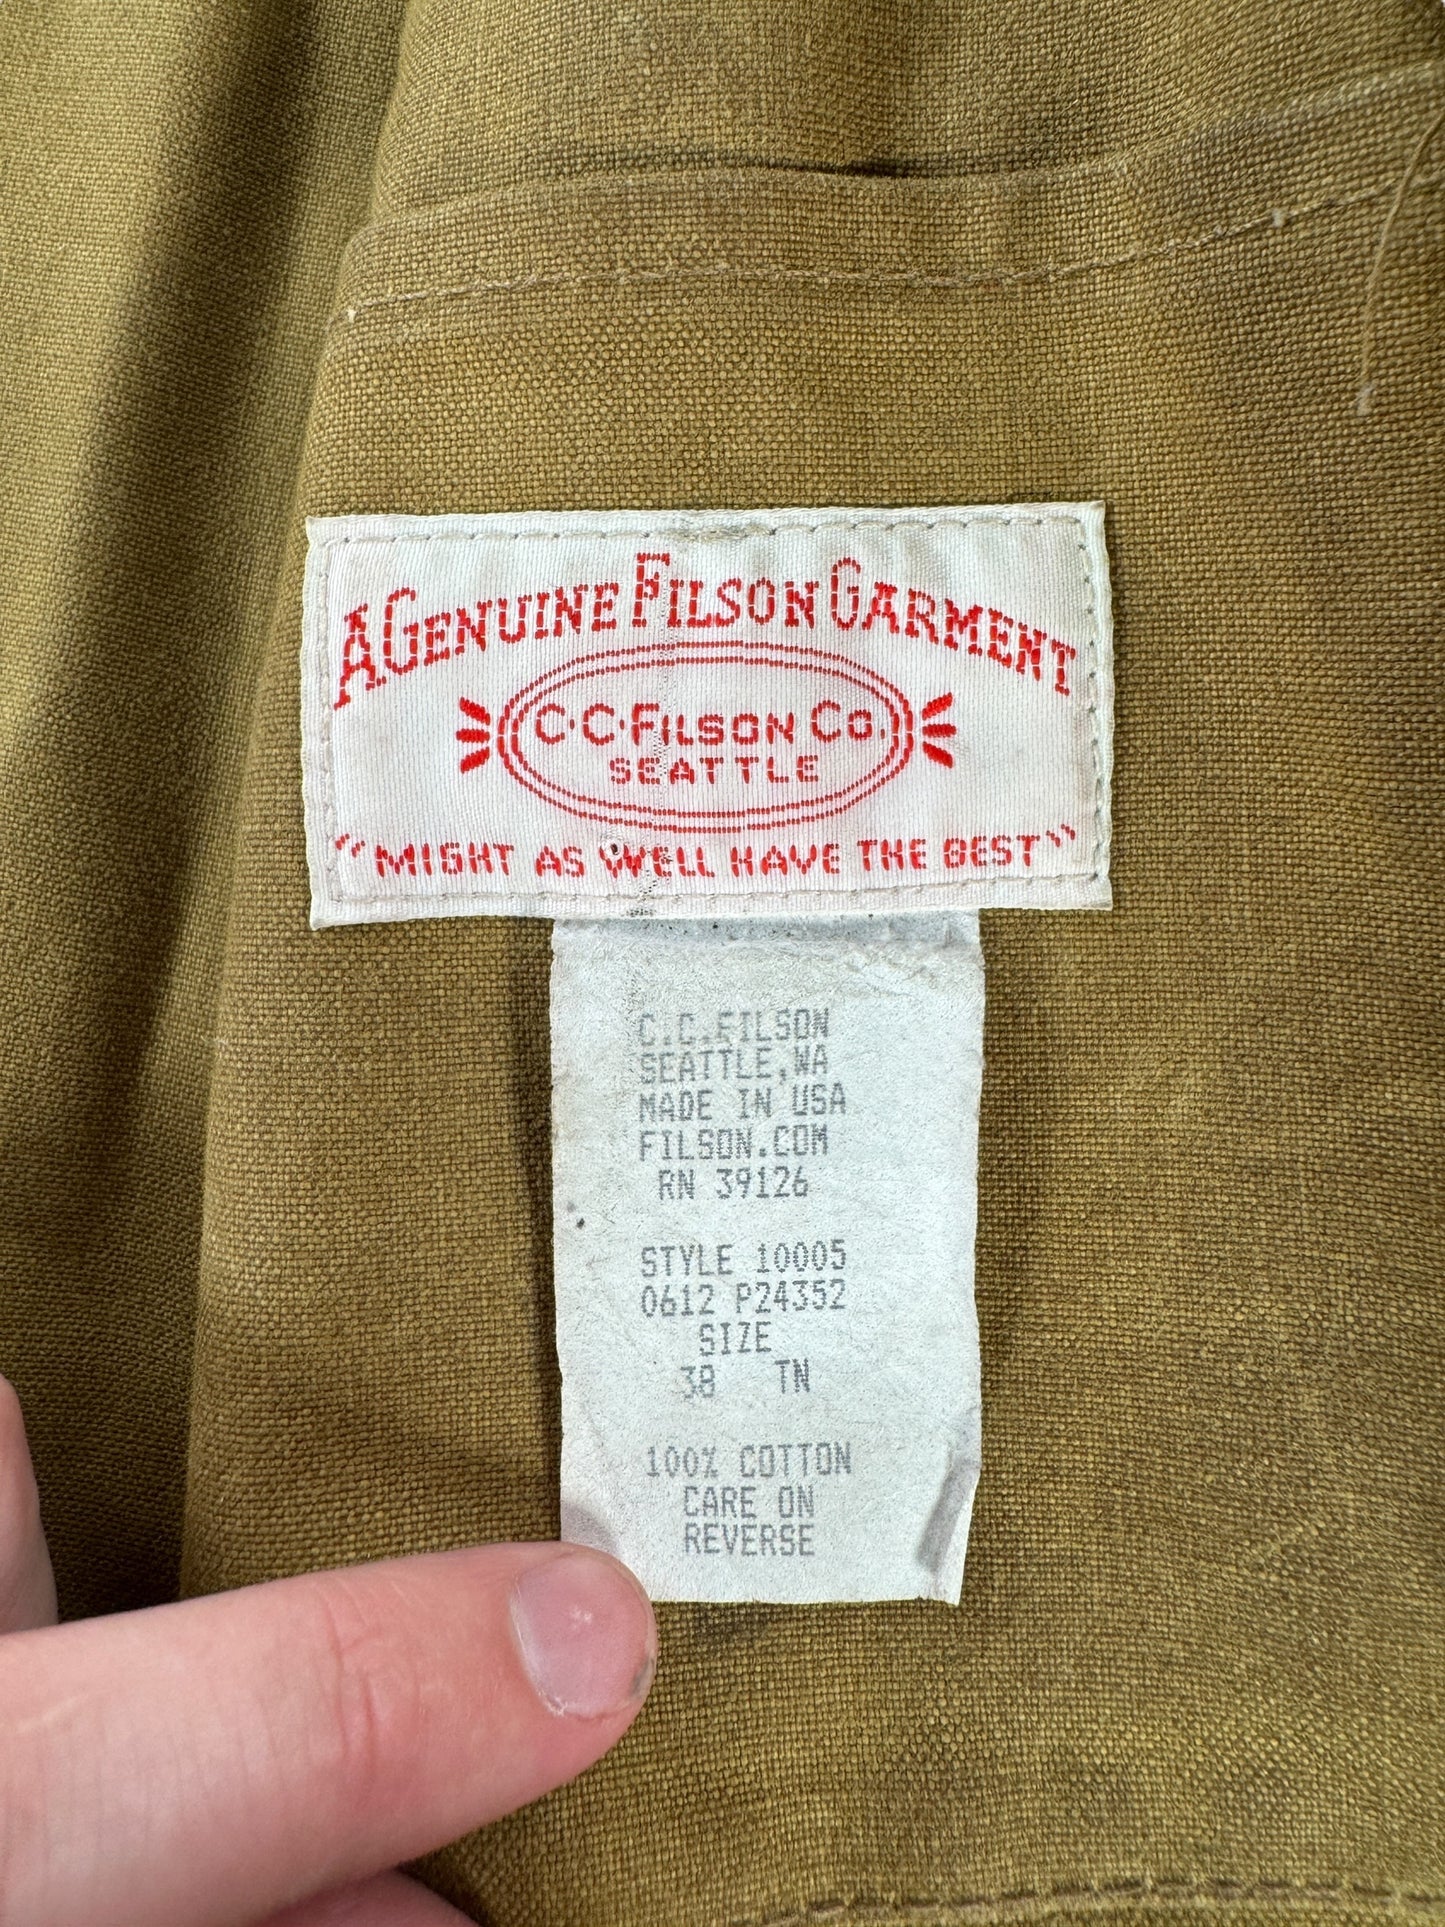 A GENUINE FILSON GARMENT
C·C·FILSON CO.
SEATTLE
"MIGHT AS WELL HAVE THE BEST"
C.C.FILSON
SEATTLE,WA
MADE IN USA
FILSON.COM
RN 39126
STYLE 10005
0612 P24352
SIZE
38 TN
100% COTTON
CARE ON
REVERSE